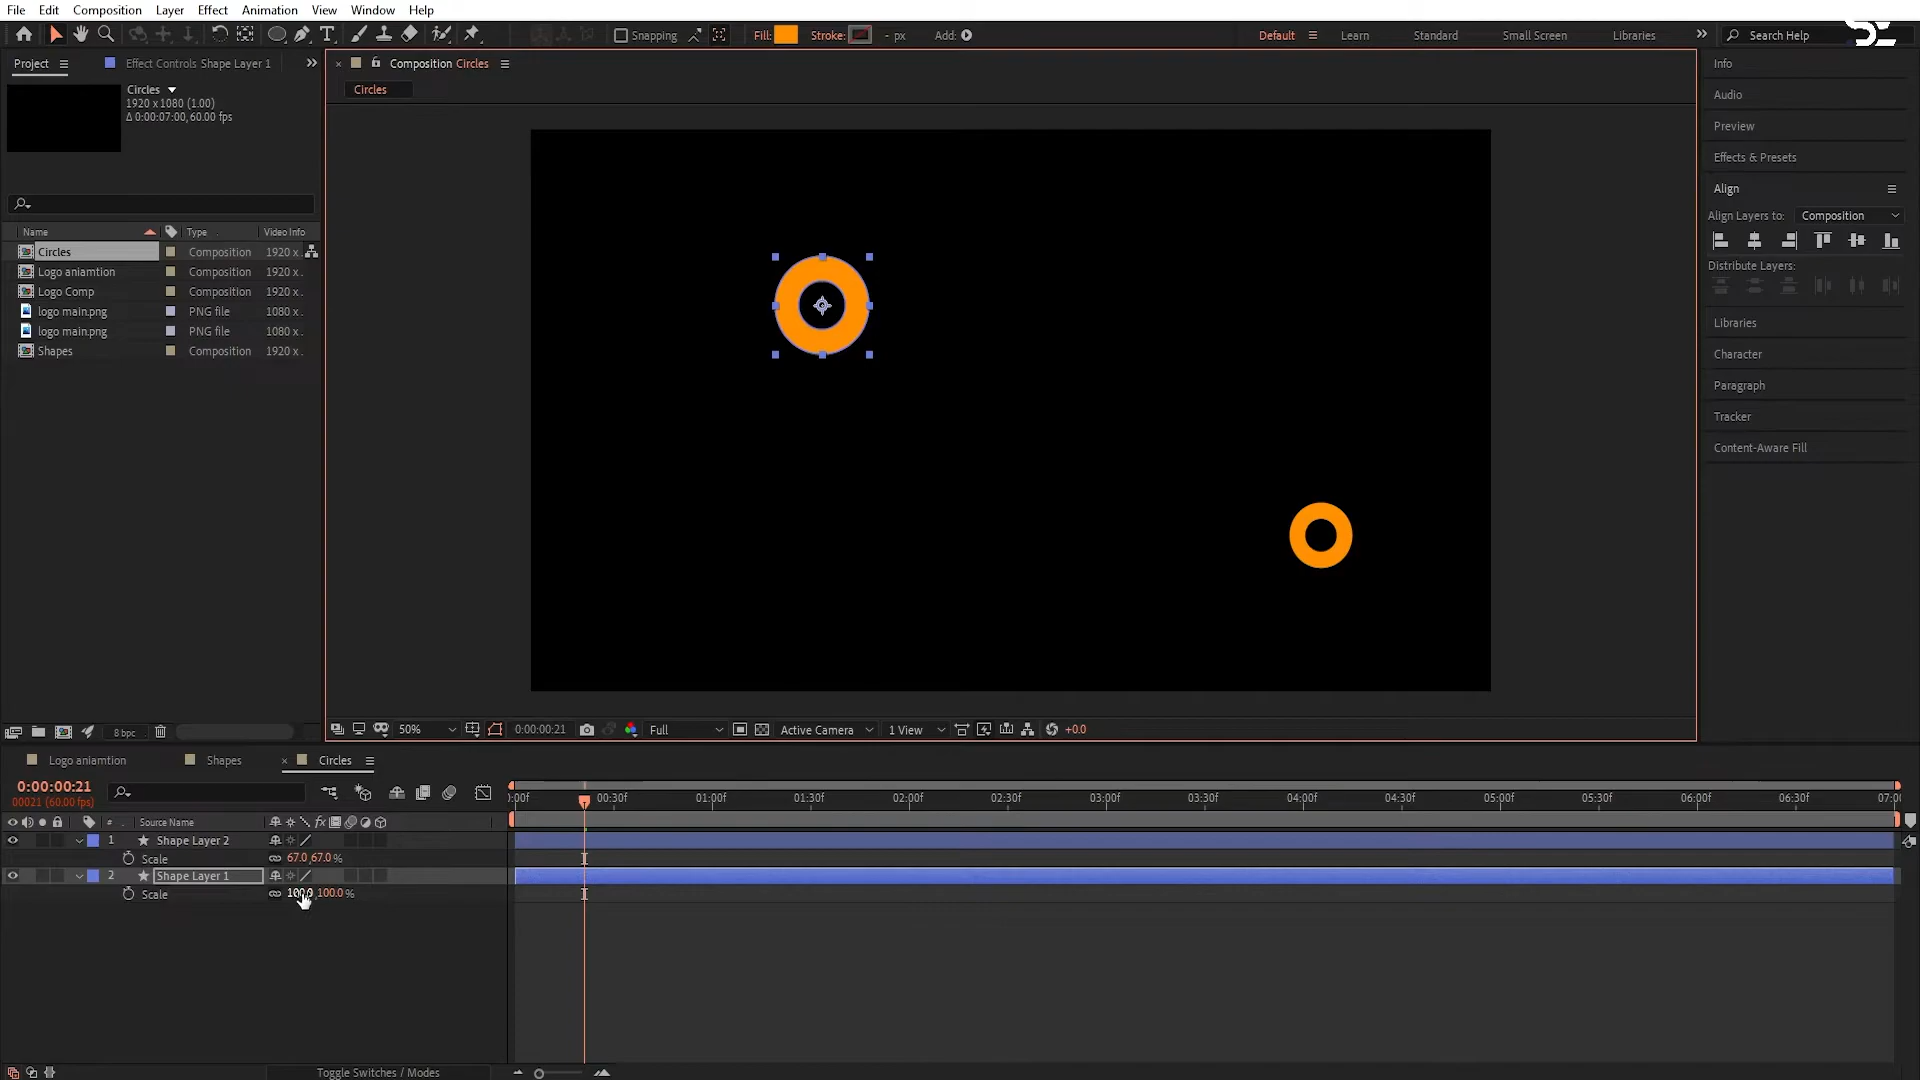 File Edit Composition Layer Effect Animation View Window Help
Snapping Fill: Stroke: - px Add: Default Learn Standard Small Screen Libraries Search Help
Project Effect Controls Shape Layer 1
Composition Circles
Circles
Circles
1920 x 1080 (1.00)
Δ 0:00:07:00, 60.00 fps
Name Type Video Info
Circles Composition 1920 x
Logo aniamtion Composition 1920 x
Logo Comp Composition 1920 x
logo main.png PNG file 1080 x
logo main.png PNG file 1080 x
Shapes Composition 1920 x
Info
Audio
Preview
Effects & Presets
Align
Align Layers to: Composition
Distribute Layers:
Libraries
Character
Paragraph
Tracker
Content-Aware Fill
8 bpc
50% 0:00:00:21 Full Active Camera 1 View +0.0
Logo aniamtion Shapes Circles
0:00:00:21
00021 (60.00 fps)
:00f 00:30f 01:00f 01:30f 02:00f 02:30f 03:00f 03:30f 04:00f 04:30f 05:00f 05:30f 06:00f 06:30f 07:0
# Source Name fx
1 Shape Layer 2
Scale 67.0,67.0 %
2 Shape Layer 1
Scale 100.0,100.0 %
Toggle Switches / Modes